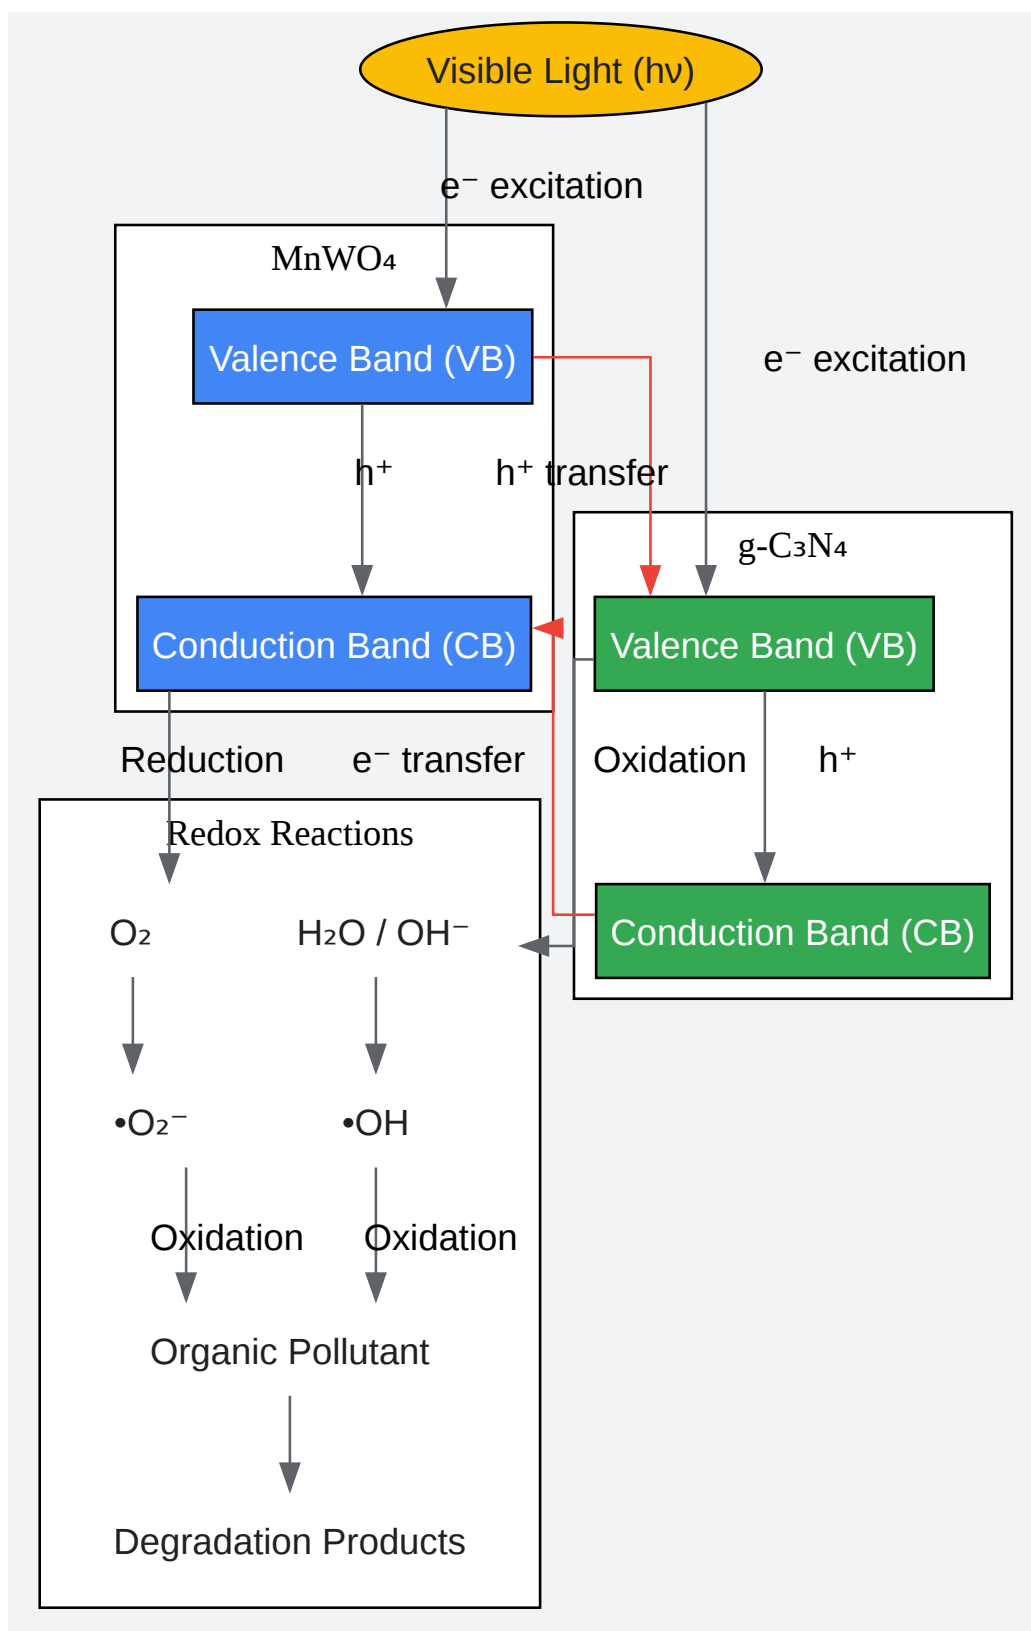 Visible Light (hν)
e⁻ excitation
MnWO₄
Valence Band (VB)
e⁻ excitation
h⁺
h⁺ transfer
g-C₃N₄
Conduction Band (CB)
Valence Band (VB)
Reduction
e⁻ transfer
Oxidation
h⁺
Redox Reactions
O₂
H₂O / OH⁻
Conduction Band (CB)
•O₂⁻
•OH
Oxidation
Oxidation
Organic Pollutant
Degradation Products